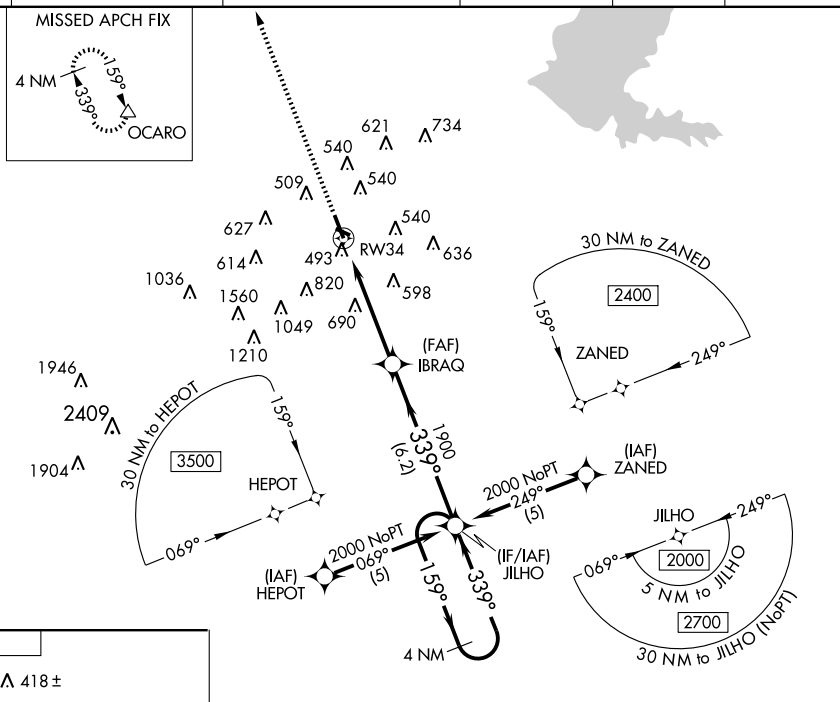 MISSED APCH FIX
4 NM
159°
339°
OCARO
621
734
540
540
509
627
540
RW34
493
636
614
1036
820
598
1560
1049
690
1210
30 NM to ZANED
2400
159°
ZANED
249°
(FAF)
IBRAQ
1946
2409
1904
30 NM to HEPOT
159°
3500
HEPOT
069°
1900
339°
(6.2)
(IAF)
ZANED
2000 NoPT
249°
(5)
2000 NoPT
069°
(5)
(IAF)
HEPOT
(IF/IAF)
JILHO
159°
339°
4 NM
JILHO
249°
069°
2000
5 NM to JILHO
2700
30 NM to JILHO (NoPT)
418 ±